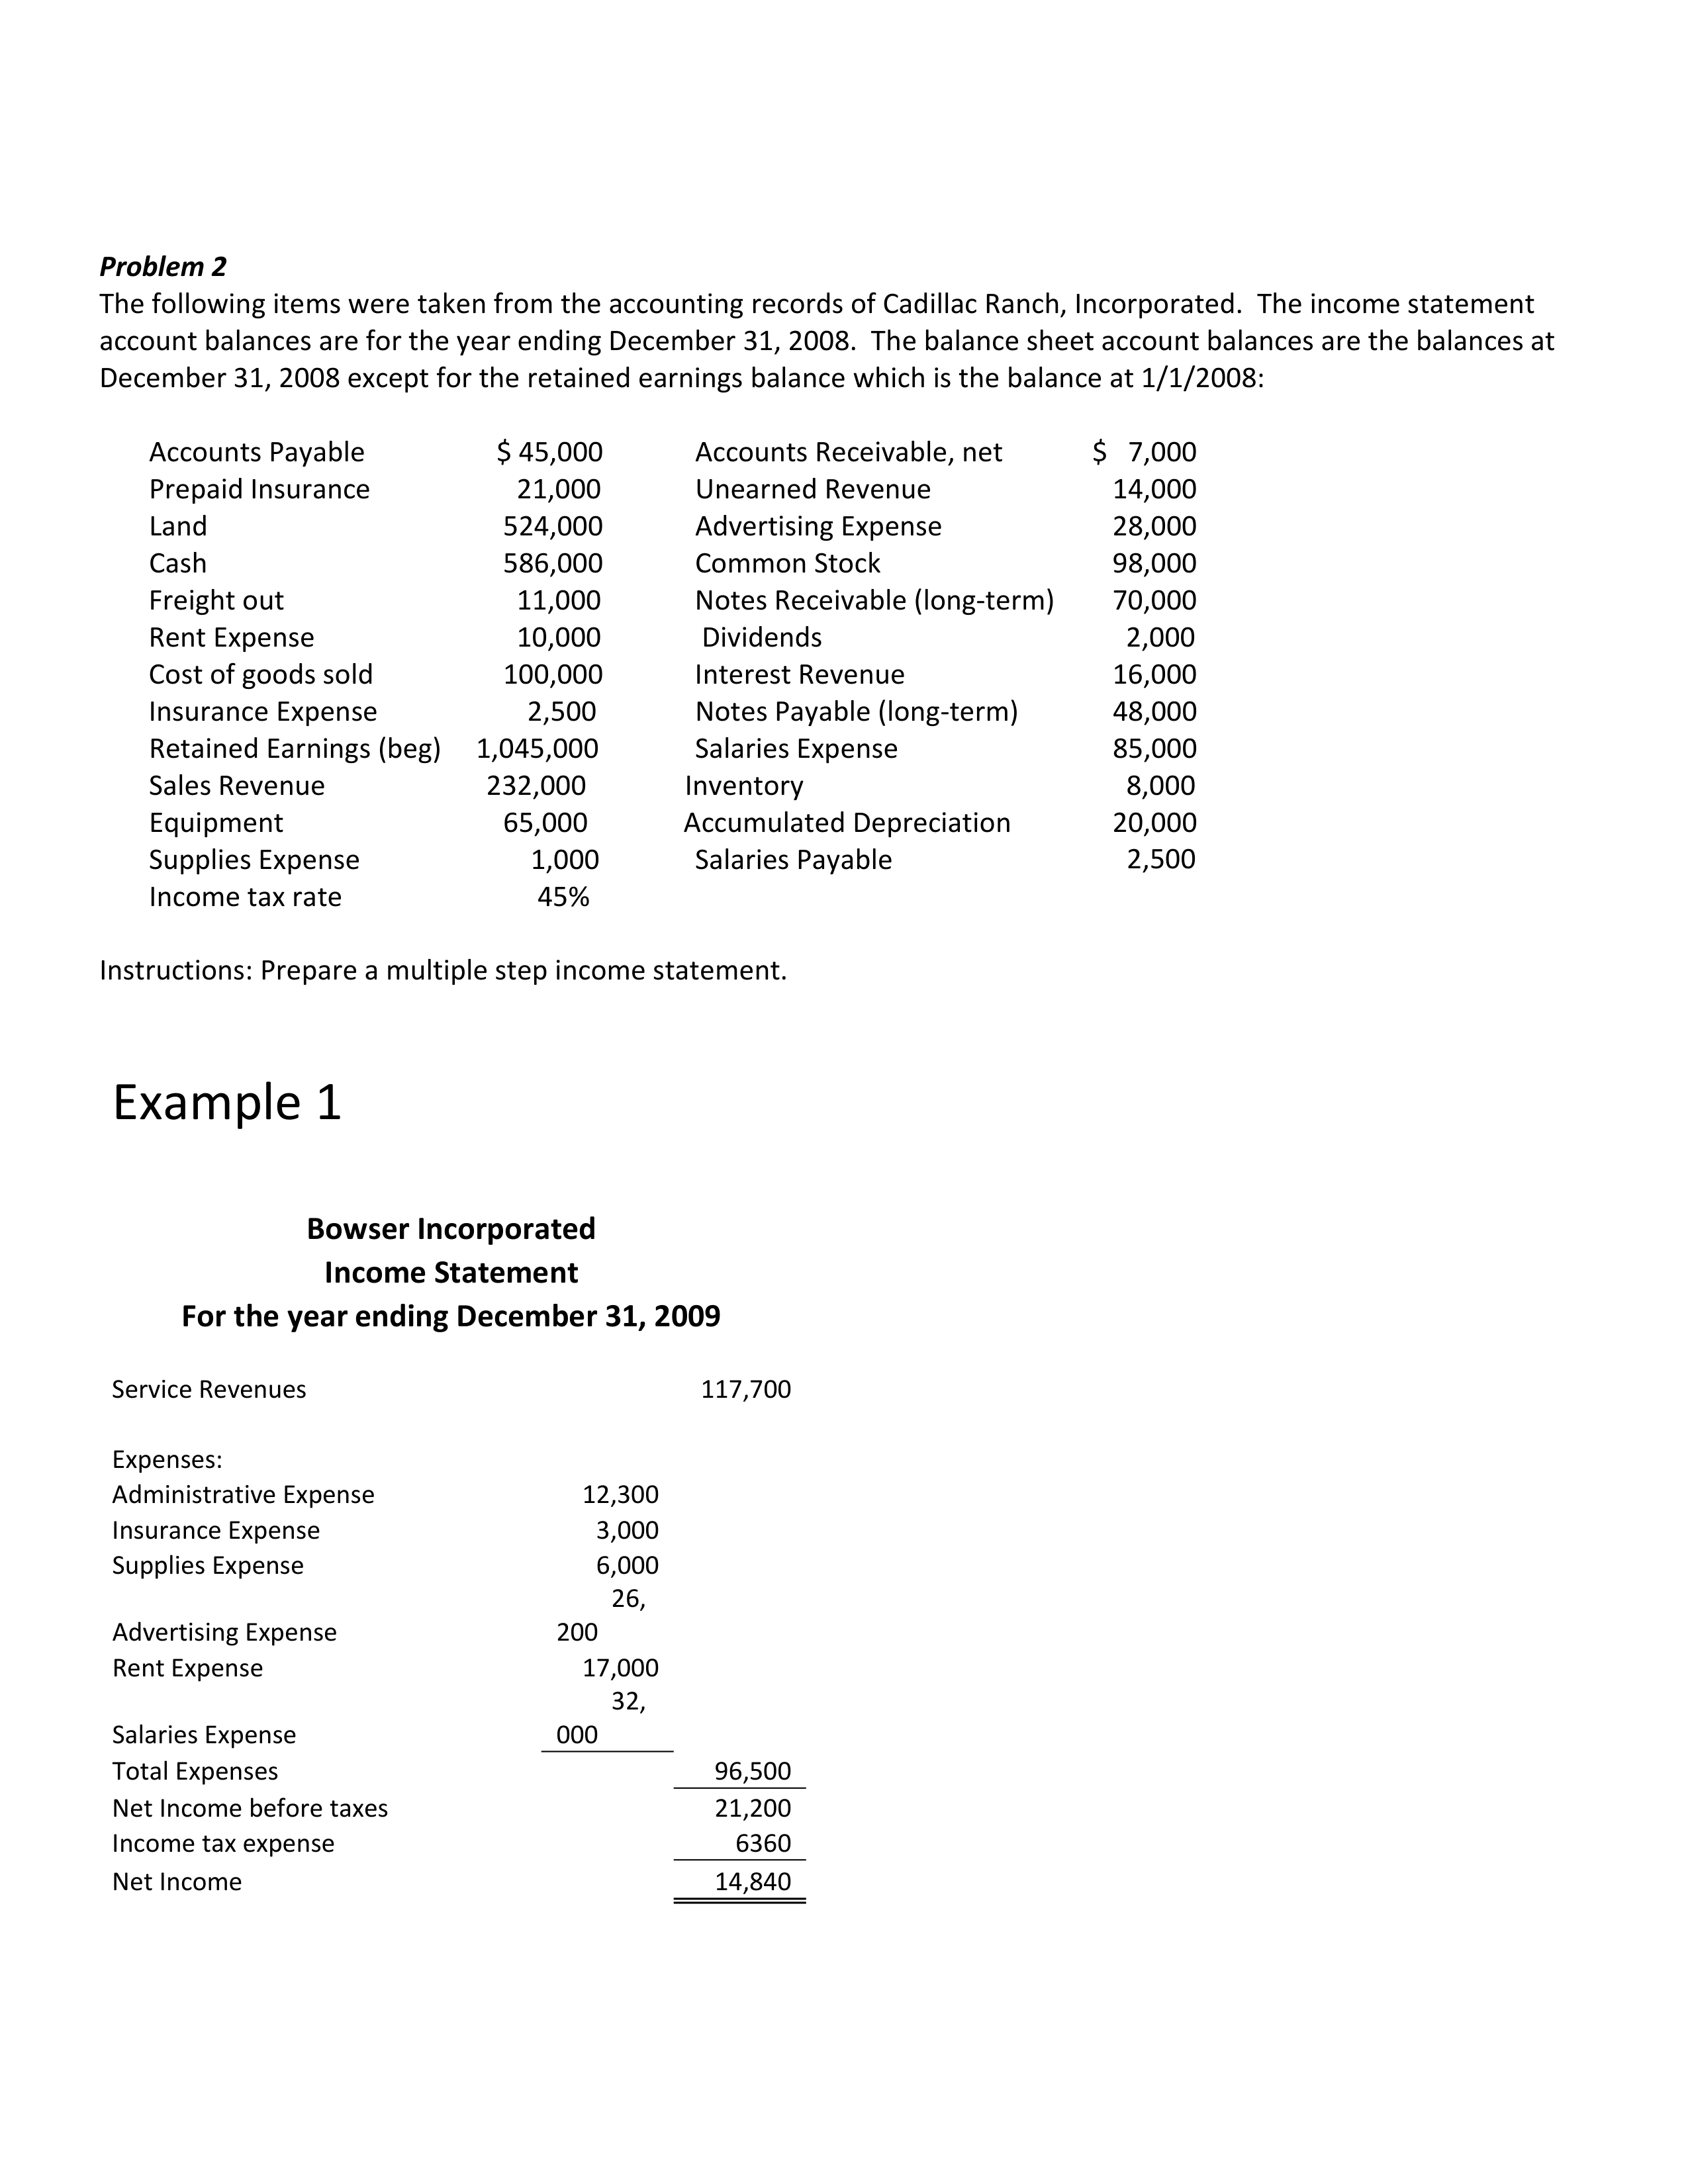 Problem 2
The following items were taken from the accounting records of Cadillac Ranch, Incorporated.  The income statement
account balances are for the year ending December 31, 2008.  The balance sheet account balances are the balances at
December 31, 2008 except for the retained earnings balance which is the balance at 1/1/2008:
Accounts Payable $ 45,000 Accounts Receivable, net $ 7,000
Prepaid Insurance 21,000 Unearned Revenue 14,000
Land 524,000 Advertising Expense 28,000
Cash 586,000 Common Stock 98,000
Freight out 11,000 Notes Receivable (long-term) 70,000
Rent Expense 10,000 Dividends 2,000
Cost of goods sold 100,000 Interest Revenue 16,000
Insurance Expense 2,500 Notes Payable (long-term) 48,000
Retained Earnings (beg) 1,045,000 Salaries Expense 85,000
Sales Revenue 232,000 Inventory 8,000
Equipment 65,000 Accumulated Depreciation 20,000
Supplies Expense 1,000 Salaries Payable 2,500
Income tax rate 45%
Instructions: Prepare a multiple step income statement.
Example 1
Bowser Incorporated
Income Statement
For the year ending December 31, 2009
Service Revenues 117,700
Expenses:
Administrative Expense 12,300
Insurance Expense 3,000
Supplies Expense 6,000
26,
Advertising Expense 200
Rent Expense 17,000
32,
Salaries Expense 000
Total Expenses 96,500
Net Income before taxes 21,200
Income tax expense 6360
Net Income 14,840